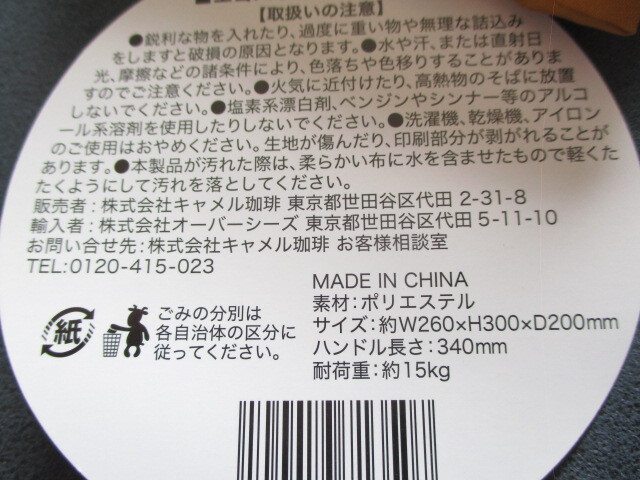 【取扱いの注意】
●鋭利な物を入れたり、過度に重い物や無理な詰込み
をしますと破損の原因となります。●水や汗、または直射日
光、摩擦などの諸条件により、色落ちや色移りすることがありま
すのでご注意ください。●火気に近付けたり、高熱物のそばに放置
しないでください。●塩素系漂白剤、ベンジンやシンナー等のアルコ
ール系溶剤を使用したりしないでください。●洗濯機、乾燥機、アイロン
のご使用はおやめください。生地が傷んだり、印刷部分が剥がれることが
あります。●本製品が汚れた際は、柔らかい布に水を含ませたもので軽くた
たくようにして汚れを落としてください。
販売者：株式会社キャメル珈琲 東京都世田谷区代田 2-31-8
輸入者：株式会社オーバーシーズ 東京都世田谷区代田 5-11-10
お問い合せ先：株式会社キャメル珈琲 お客様相談室
TEL:0120-415-023
紙
ごみの分別は
各自治体の区分に
従ってください。
MADE IN CHINA
素材：ポリエステル
サイズ：約W260×H300×D200mm
ハンドル長さ：340mm
耐荷重：約15kg